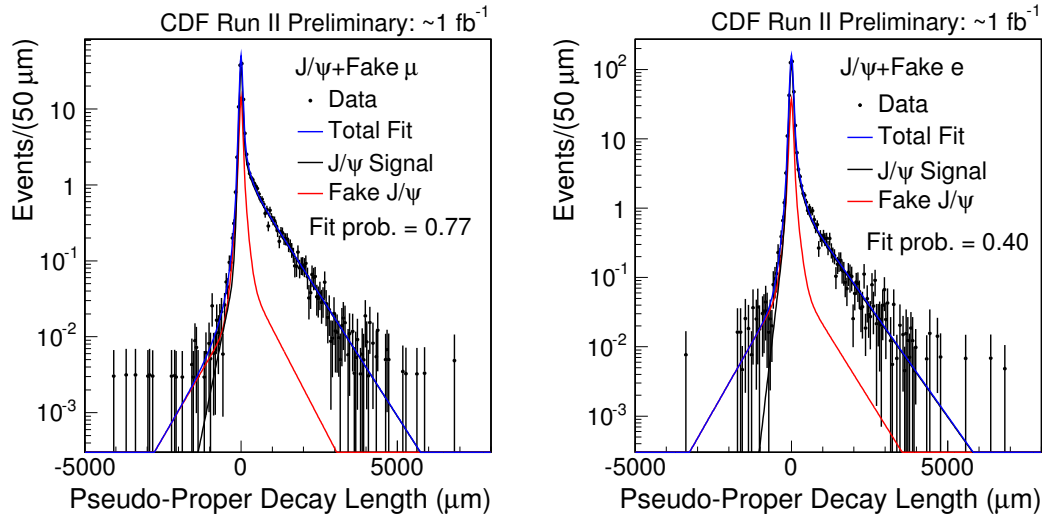 CDF Run II Preliminary: ~1 fb⁻¹
J/ψ+Fake μ
Data
Total Fit
J/ψ Signal
Fake J/ψ
Fit prob. = 0.77
Events/(50 μm)
10
1
10⁻¹
10⁻²
10⁻³
-5000 0 5000
Pseudo-Proper Decay Length (μm)
CDF Run II Preliminary: ~1 fb⁻¹
J/ψ+Fake e
Data
Total Fit
J/ψ Signal
Fake J/ψ
Fit prob. = 0.40
Events/(50 μm)
10²
10
1
10⁻¹
10⁻²
10⁻³
-5000 0 5000
Pseudo-Proper Decay Length (μm)